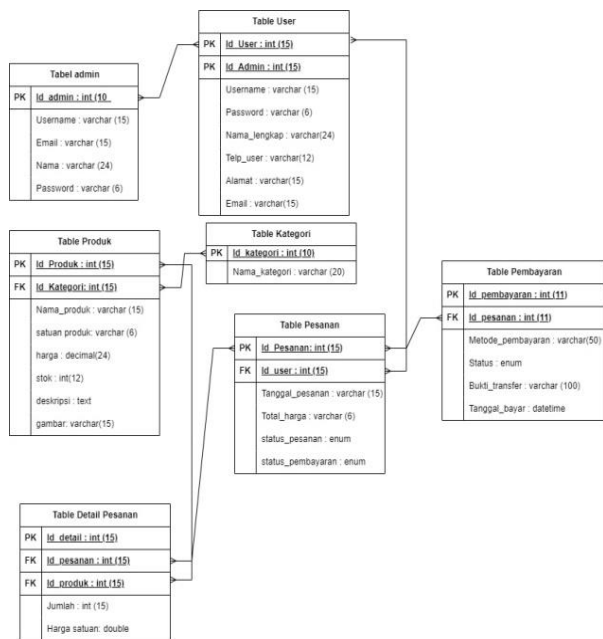 Table User
PK Id_User : int (15)
PK Id_Admin : int (15)
Username : varchar (15)
Password : varchar (6)
Nama_lengkap : varchar(24)
Telp_user : varchar(12)
Alamat : varchar(15)
Email : varchar(15)
Tabel admin
PK Id_admin : int (10
Username : varchar (15)
Email : varchar (15)
Nama : varchar (24)
Password : varchar (6)
Table Kategori
PK Id_kategori : int (10)
Nama_kategori : varchar (20)
Table Produk
PK Id_Produk : int (15)
FK Id_Kategori: int (15)
Nama_produk : varchar (15)
satuan produk: varchar (6)
harga : decimal(24)
stok : int(12)
deskripsi : text
gambar: varchar(15)
Table Pembayaran
PK Id_pembayaran : int (11)
FK Id_pesanan : int (11)
Metode_pembayaran : varchar(50)
Status : enum
Bukti_transfer : varchar (100)
Tanggal_bayar : datetime
Table Pesanan
PK Id_Pesanan: int (15)
FK Id_user : int (15)
Tanggal_pesanan : varchar (15)
Total_harga : varchar (6)
status_pesanan : enum
status_pembayaran : enum
Table Detail Pesanan
PK Id_detail : int (15)
FK Id_pesanan : int (15)
FK Id_produk : int (15)
Jumlah : int (15)
Harga satuan: double